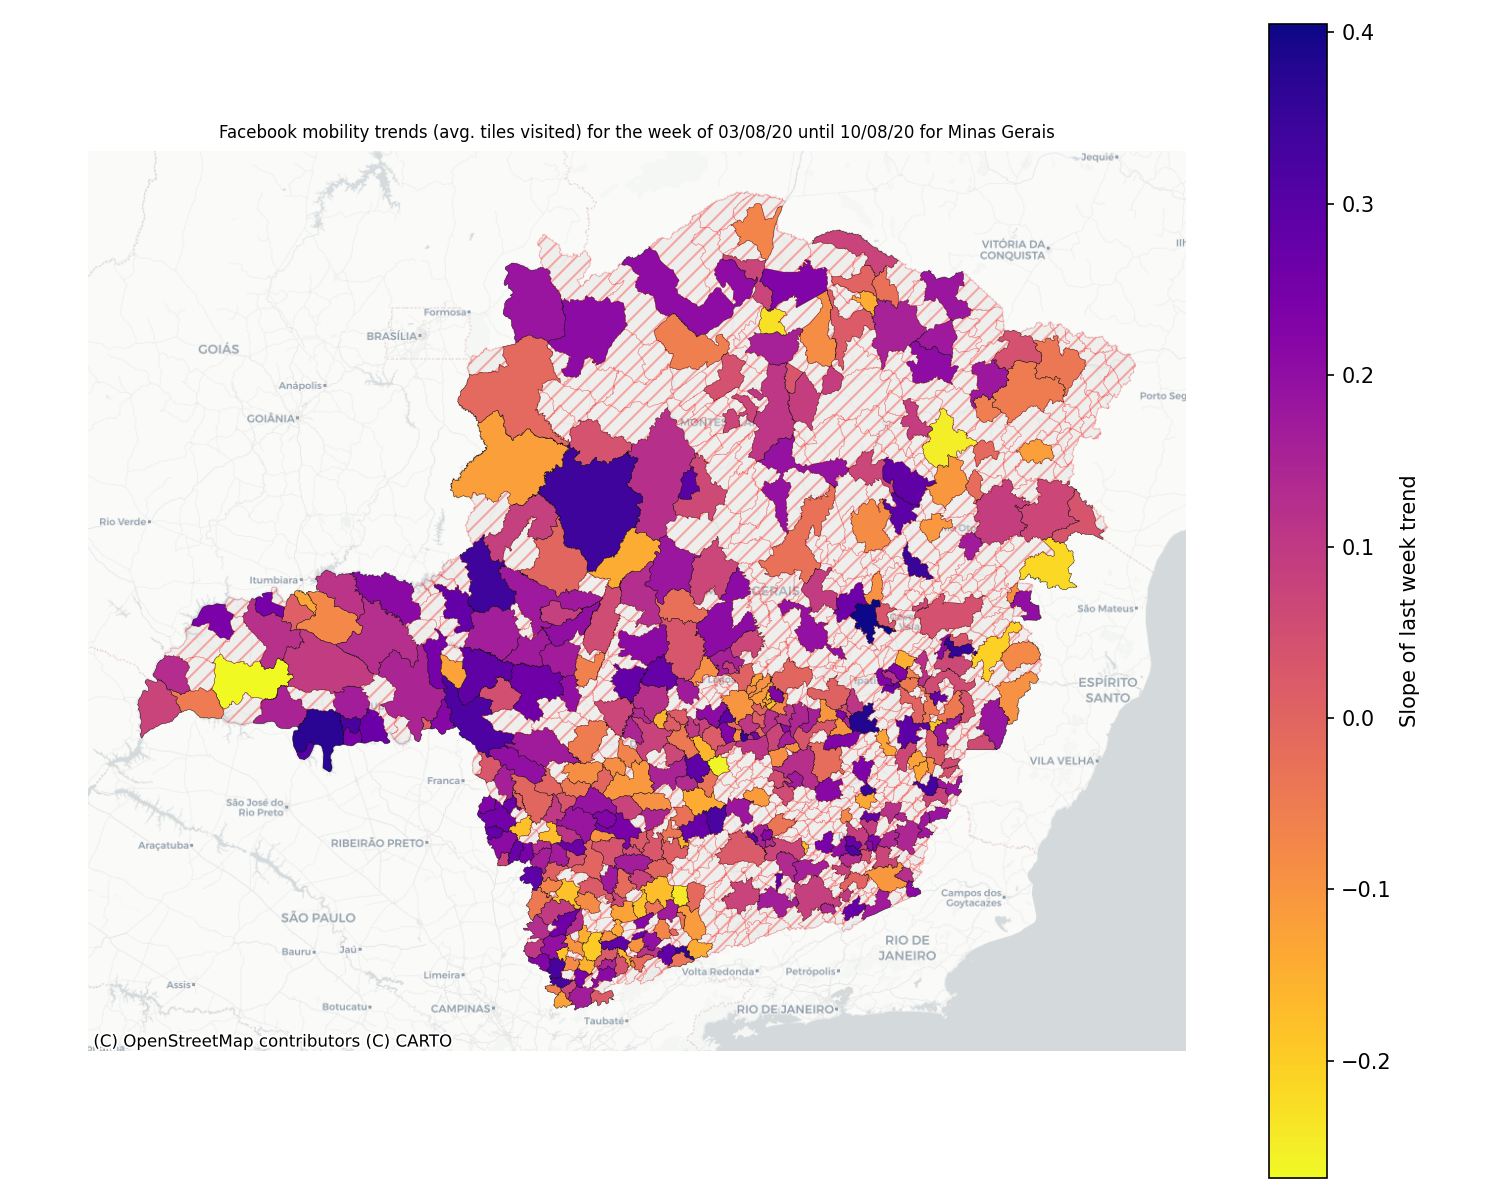 Facebook mobility trends (avg. tiles visited) for the week of 03/08/20 until 10/08/20 for Minas Gerais
Jequié
VITÓRIA DA
CONQUISTA
Ilh
Formosa
BRASÍLIA
GOIÁS
Anápolis
GOIÂNIA
Porto Seg
MONTES
Rio Verde
Itumbiara
GERAIS
São Mateus
ESPÍRITO
SANTO
VILA VELHA
Franca
São José do
Rio Preto
RIBEIRÃO PRETO
Araçatuba
Campos dos
Goytacazes
SÃO PAULO
RIO DE
JANEIRO
Bauru
Jaú
Limeira
Volta Redonda
Petrópolis
Assis
Botucatu
CAMPINAS
RIO DE JANEIRO
Taubaté
(C) OpenStreetMap contributors (C) CARTO
0.4
0.3
0.2
0.1
0.0
−0.1
−0.2
Slope of last week trend